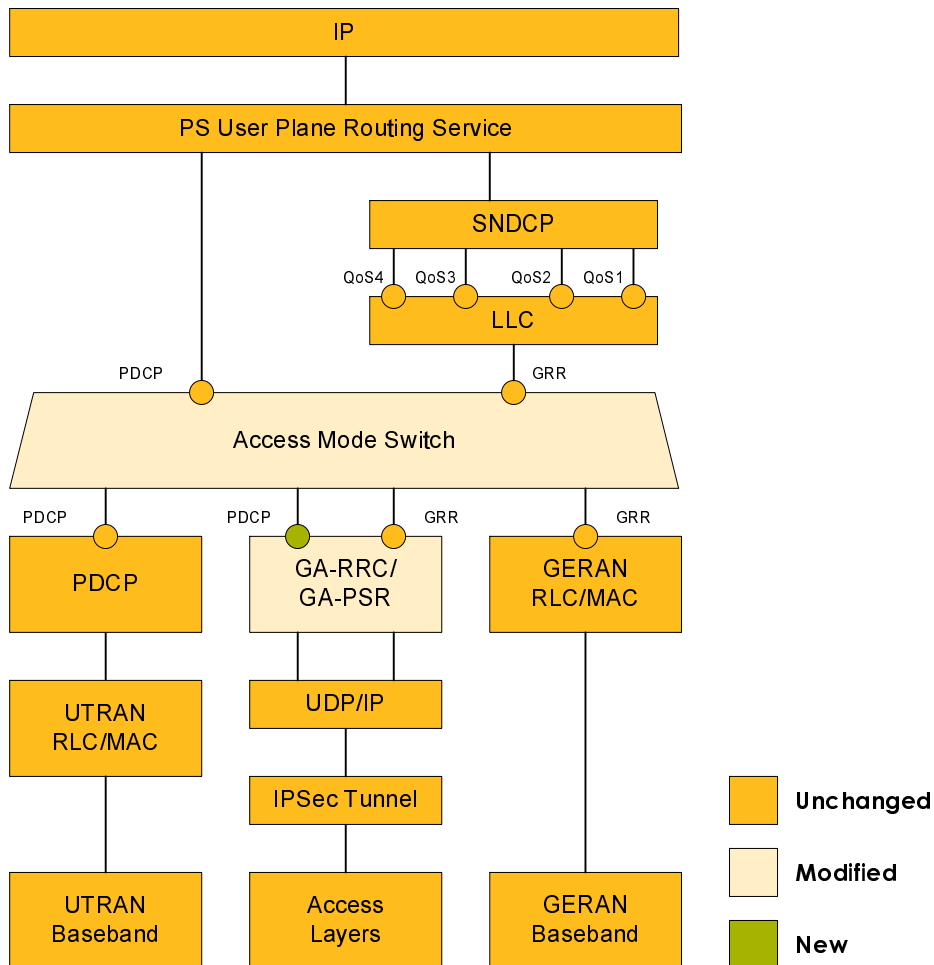 IP
PS User Plane Routing Service
SNDCP
QoS4 QoS3 QoS2 QoS1
LLC
PDCP GRR
Access Mode Switch
PDCP PDCP GRR GRR
PDCP
GA-RRC/
GA-PSR
GERAN
RLC/MAC
UTRAN
RLC/MAC
UDP/IP
IPSec Tunnel
UTRAN
Baseband
Access
Layers
GERAN
Baseband
Unchanged
Modified
New